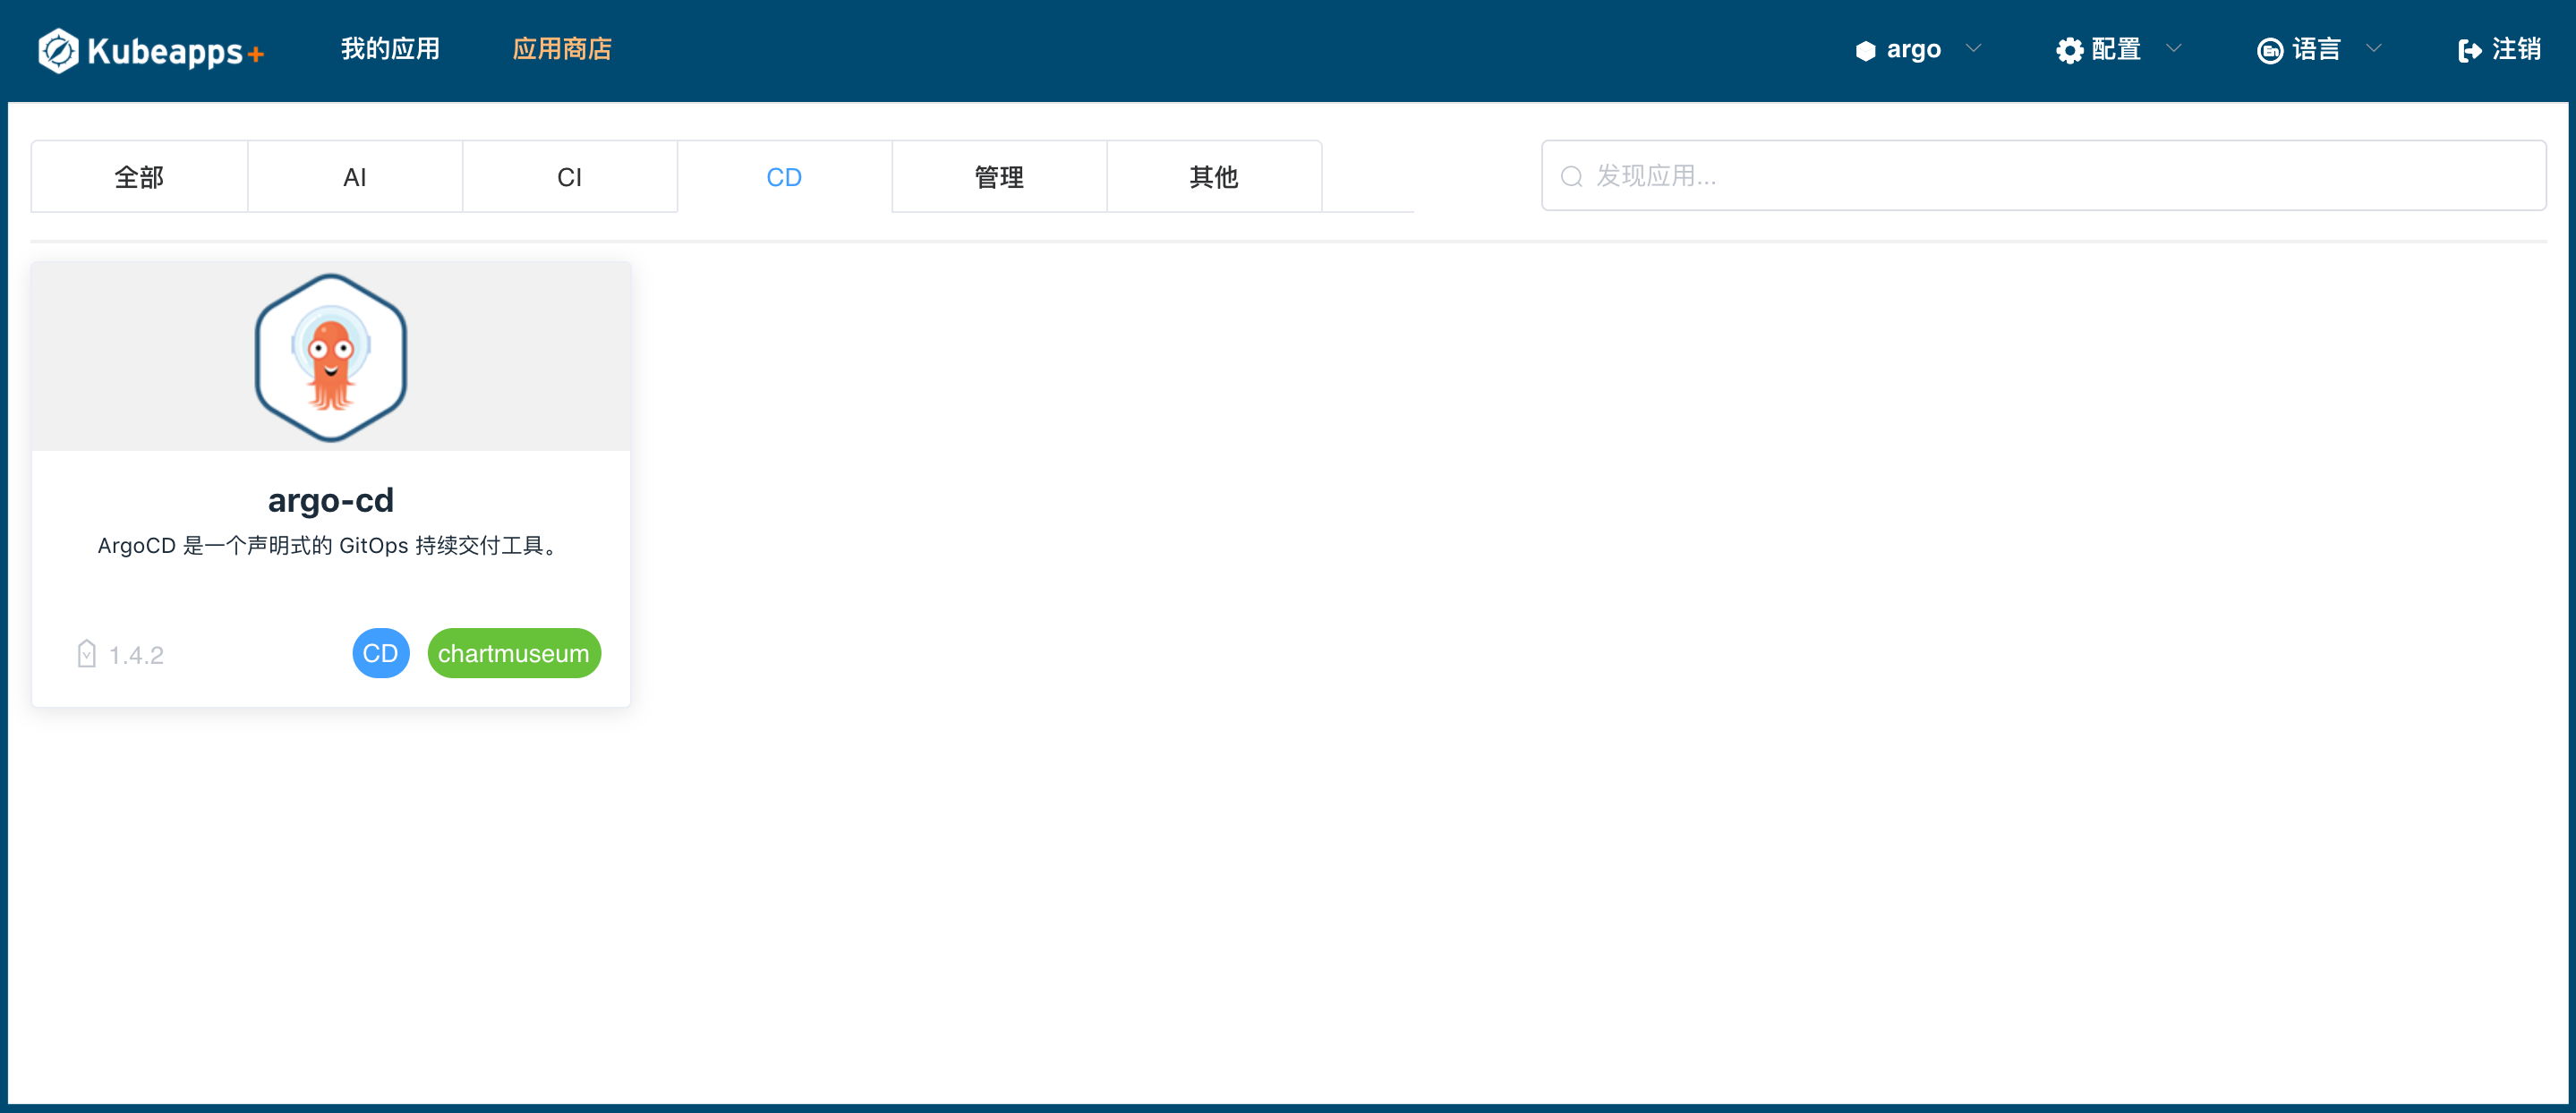 Kubeapps+ 我的应用 应用商店 argo 配置 语言 注销
全部 AI CI CD 管理 其他 发现应用...
argo-cd
ArgoCD 是一个声明式的 GitOps 持续交付工具。
1.4.2 CD chartmuseum